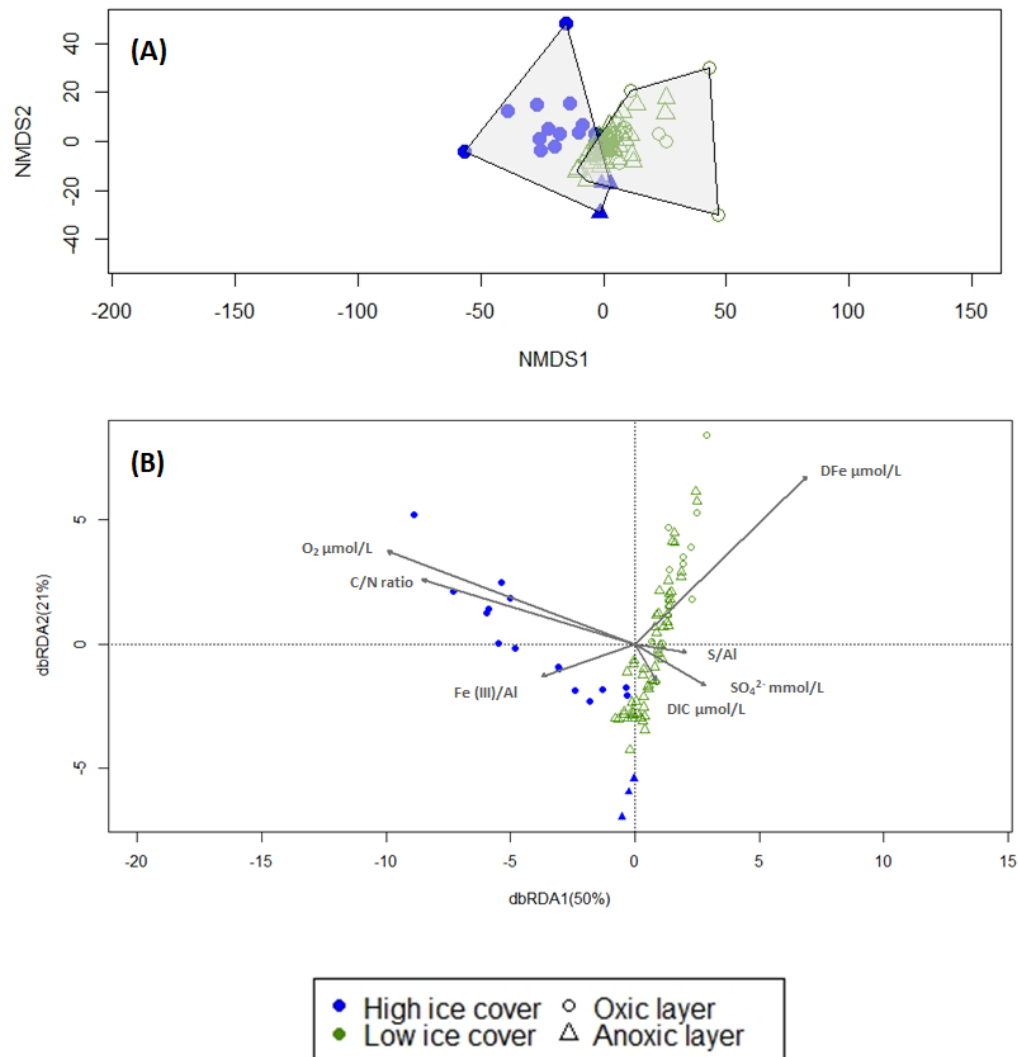 (A)
40
20
0
-20
-40
NMDS2
-200 -150 -100 -50 0 50 100 150
NMDS1
(B)
DFe µmol/L
5
O₂ µmol/L
C/N ratio
0
S/Al
Fe (III)/Al
SO₄²⁻ mmol/L
DIC µmol/L
-5
dbRDA2(21%)
-20 -15 -10 -5 0 5 10 15
dbRDA1(50%)
High ice cover Oxic layer
Low ice cover Anoxic layer